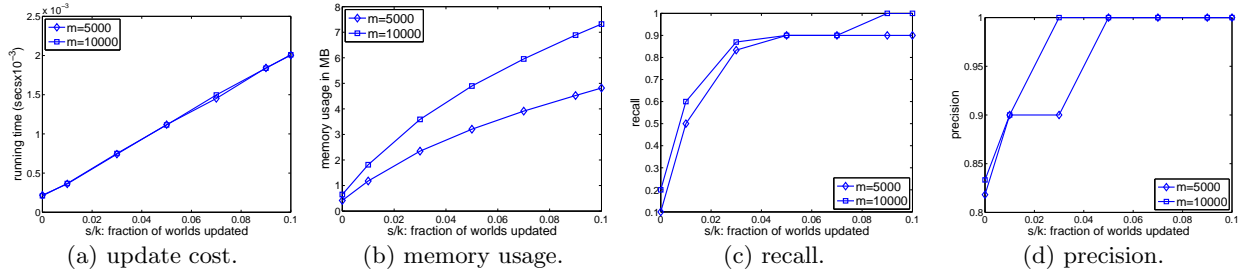 2.5 x 10⁻³
2
1.5
1
0.5
0
0 0.02 0.04 0.06 0.08 0.1
running time (secsx10⁻³)
s/k: fraction of worlds updated
m=5000
m=10000
(a) update cost.
8
7
6
5
4
3
2
1
0
0 0.02 0.04 0.06 0.08 0.1
memory usage in MB
s/k: fraction of worlds updated
m=5000
m=10000
(b) memory usage.
1
0.9
0.8
0.7
0.6
0.5
0.4
0.3
0.2
0.1
0 0.02 0.04 0.06 0.08 0.1
recall
s/k: fraction of worlds updated
m=5000
m=10000
(c) recall.
1
0.95
0.9
0.85
0.8
0 0.02 0.04 0.06 0.08 0.1
precision
s/k: fraction of worlds updated
m=5000
m=10000
(d) precision.